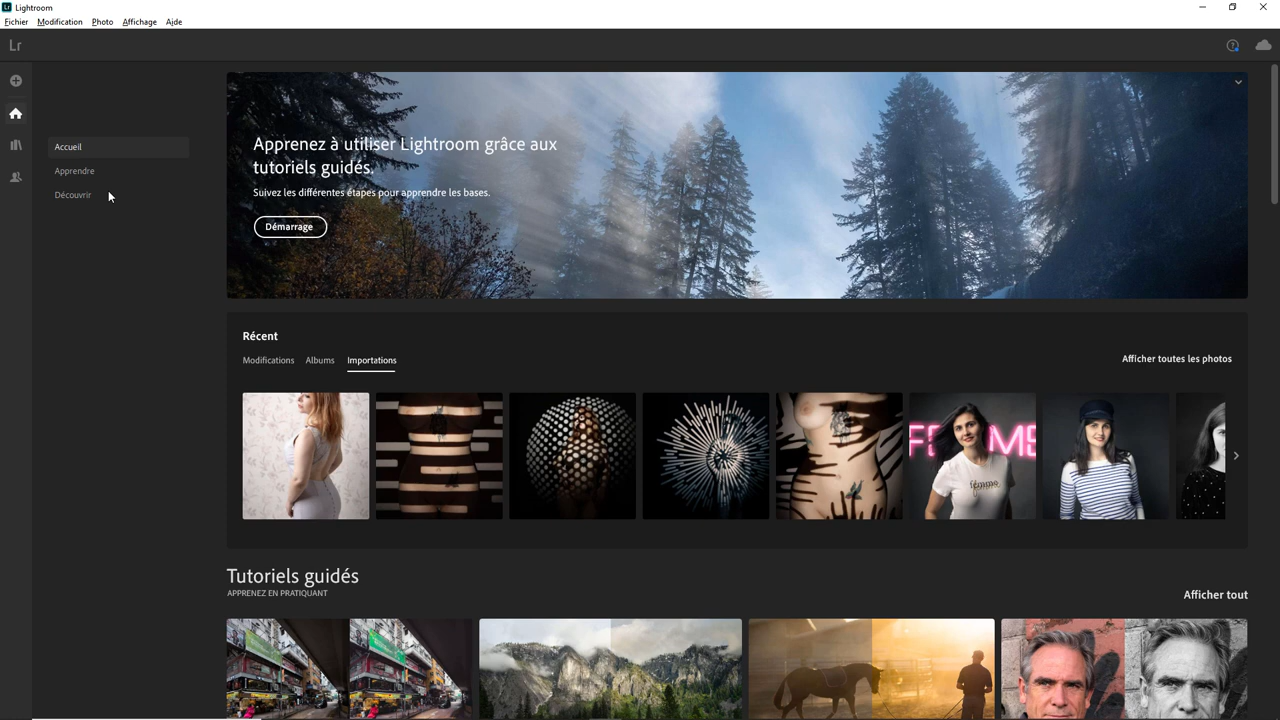 Lr Lightroom
Fichier Modification Photo Affichage Aide
Lr
Accueil
Apprendre
Découvrir
Apprenez à utiliser Lightroom grâce aux
tutoriels guidés.
Suivez les différentes étapes pour apprendre les bases.
Démarrage
Récent
Modifications Albums Importations
Afficher toutes les photos
femme
Tutoriels guidés
APPRENEZ EN PRATIQUANT
Afficher tout